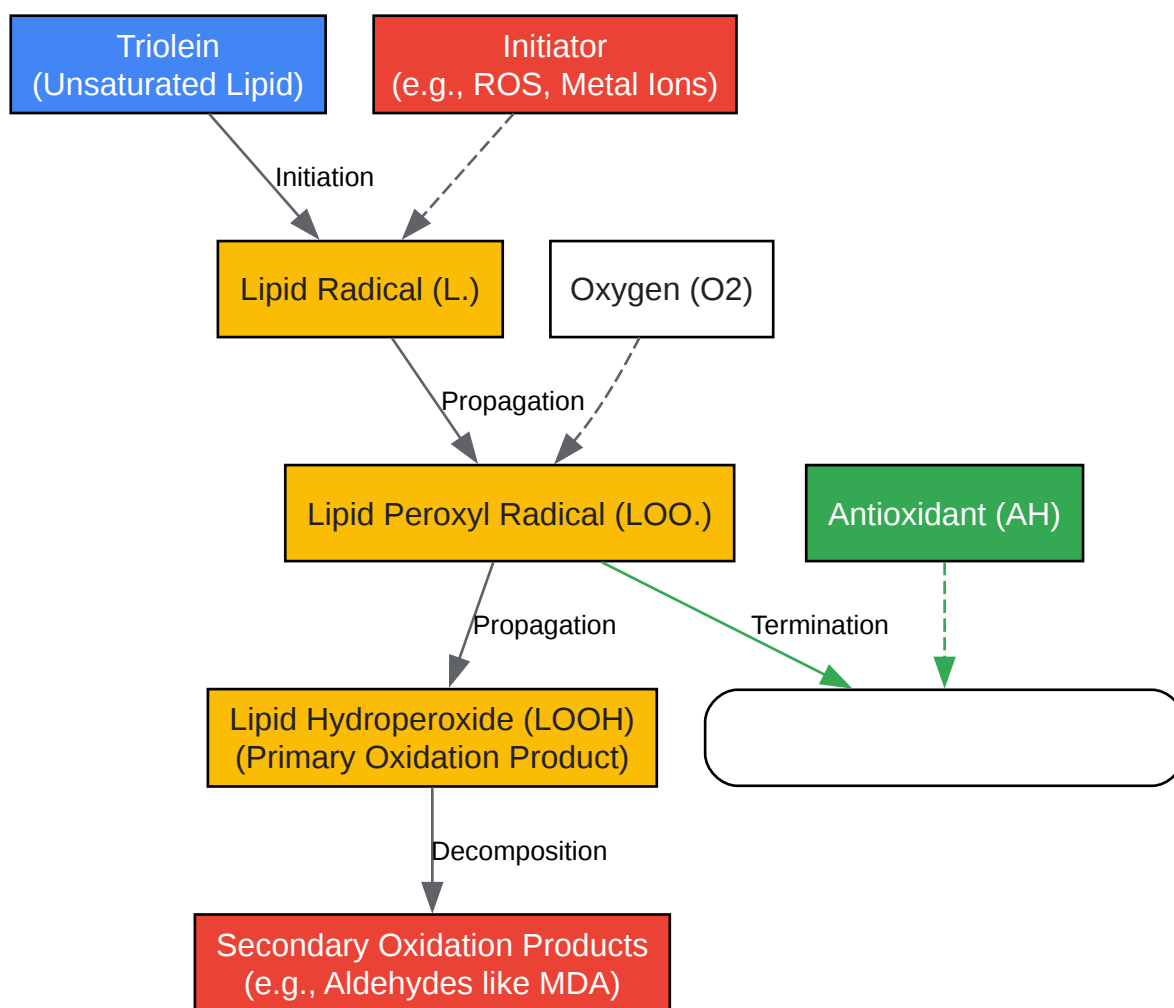 Triolein
(Unsaturated Lipid)
Initiator
(e.g., ROS, Metal Ions)
Initiation
Lipid Radical (L.)
Oxygen (O2)
Propagation
Lipid Peroxyl Radical (LOO.)
Antioxidant (AH)
Propagation
Termination
Lipid Hydroperoxide (LOOH)
(Primary Oxidation Product)
Decomposition
Secondary Oxidation Products
(e.g., Aldehydes like MDA)